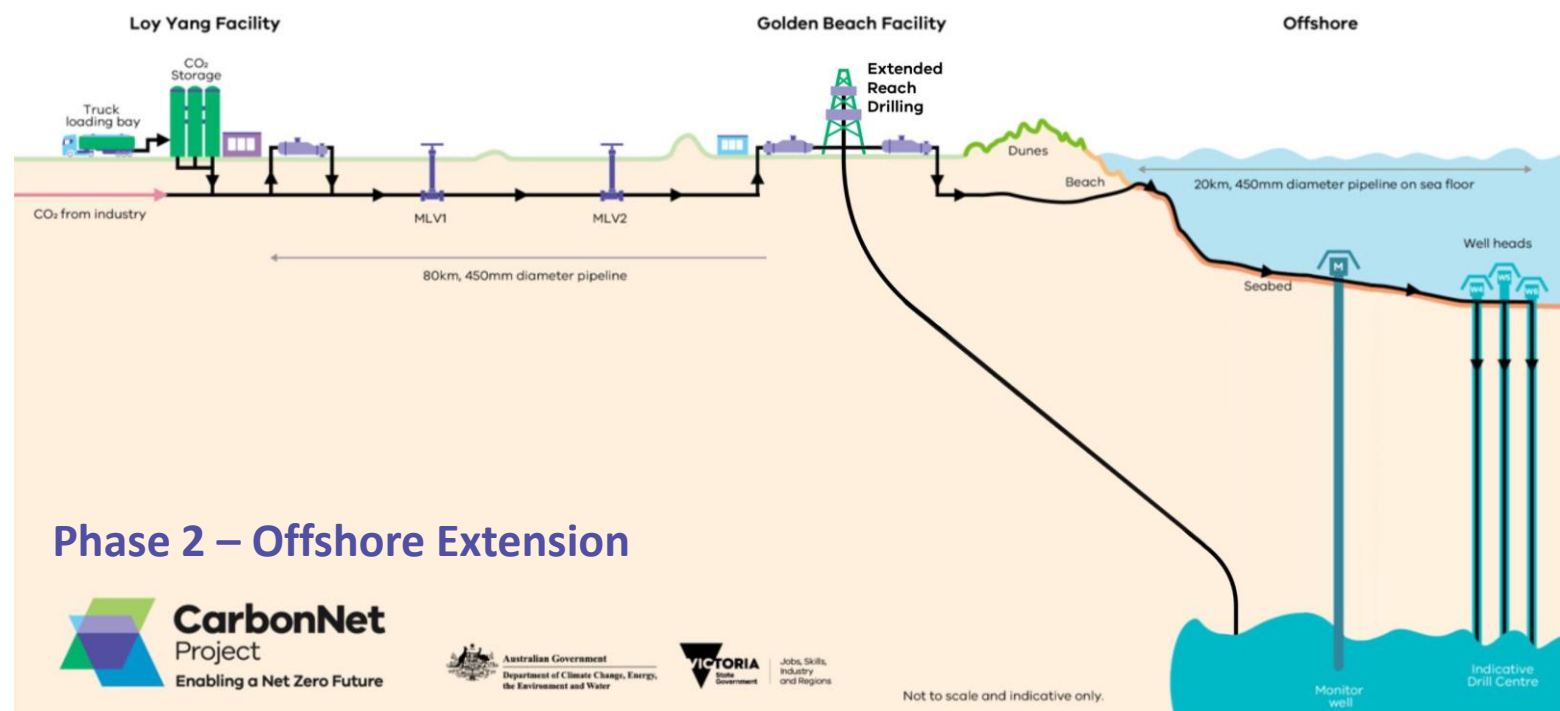 Loy Yang Facility
Golden Beach Facility
Offshore
CO₂
Storage
Truck
loading bay
Extended
Reach
Drilling
Dunes
Beach
20km, 450mm diameter pipeline on sea floor
CO₂ from industry
MLV1
MLV2
80km, 450mm diameter pipeline
Well heads
M
W4
W5
W6
Seabed
Phase 2 – Offshore Extension
CarbonNet
Project
Enabling a Net Zero Future
Australian Government
Department of Climate Change, Energy,
the Environment and Water
VICTORIA
State
Government
Jobs, Skills,
Industry
and Regions
Not to scale and indicative only.
Monitor
well
Indicative
Drill Centre